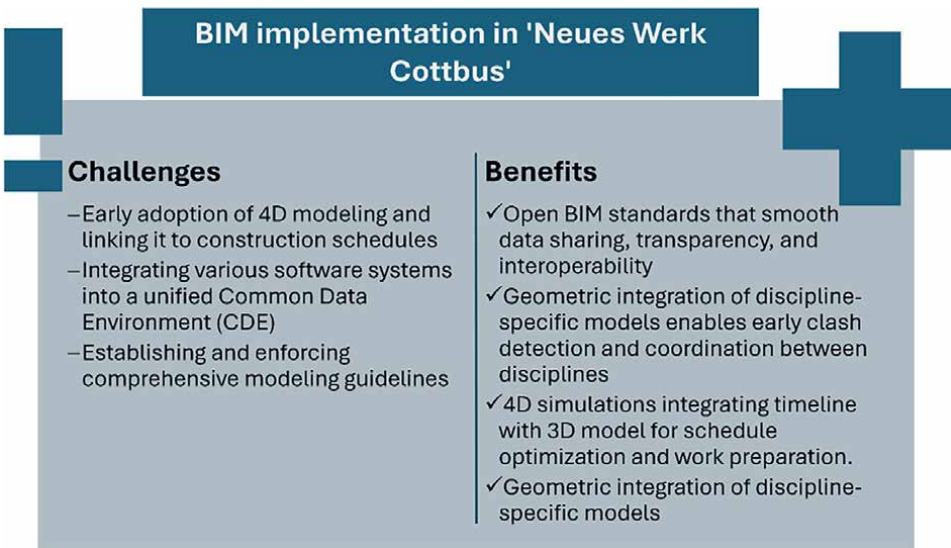 BIM implementation in 'Neues Werk
Cottbus'
Challenges
–Early adoption of 4D modeling and
linking it to construction schedules
–Integrating various software systems
into a unified Common Data
Environment (CDE)
–Establishing and enforcing
comprehensive modeling guidelines
Benefits
✓Open BIM standards that smooth
data sharing, transparency, and
interoperability
✓Geometric integration of discipline-
specific models enables early clash
detection and coordination between
disciplines
✓4D simulations integrating timeline
with 3D model for schedule
optimization and work preparation.
✓Geometric integration of discipline-
specific models